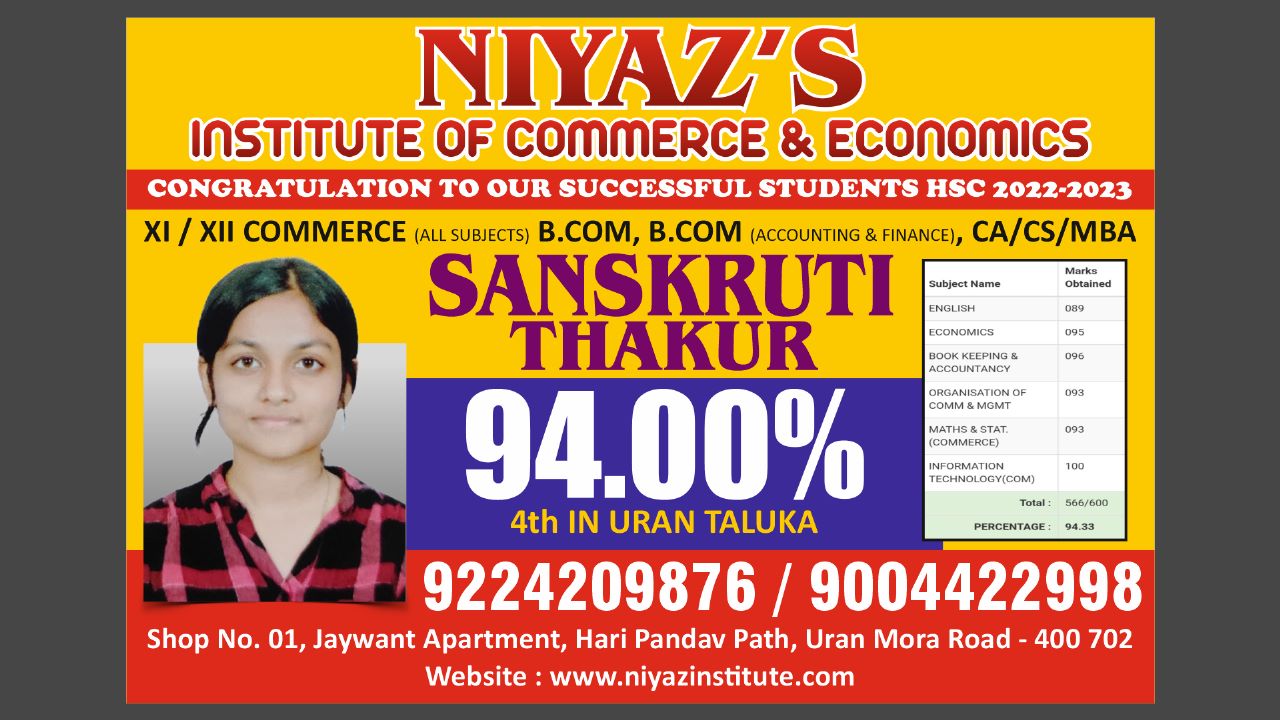 NIYAZ'S
INSTITUTE OF COMMERCE & ECONOMICS
CONGRATULATION TO OUR SUCCESSFUL STUDENTS HSC 2022-2023
XI / XII COMMERCE (ALL SUBJECTS) B.COM, B.COM (ACCOUNTING & FINANCE), CA/CS/MBA
SANSKRUTI
THAKUR
94.00%
4th IN URAN TALUKA
Subject Name Marks Obtained
ENGLISH 089
ECONOMICS 095
BOOK KEEPING & ACCOUNTANCY 096
ORGANISATION OF COMM & MGMT 093
MATHS & STAT. (COMMERCE) 093
INFORMATION TECHNOLOGY(COM) 100
Total : 566/600
PERCENTAGE : 94.33
9224209876 / 9004422998
Shop No. 01, Jaywant Apartment, Hari Pandav Path, Uran Mora Road - 400 702
Website : www.niyazinstitute.com